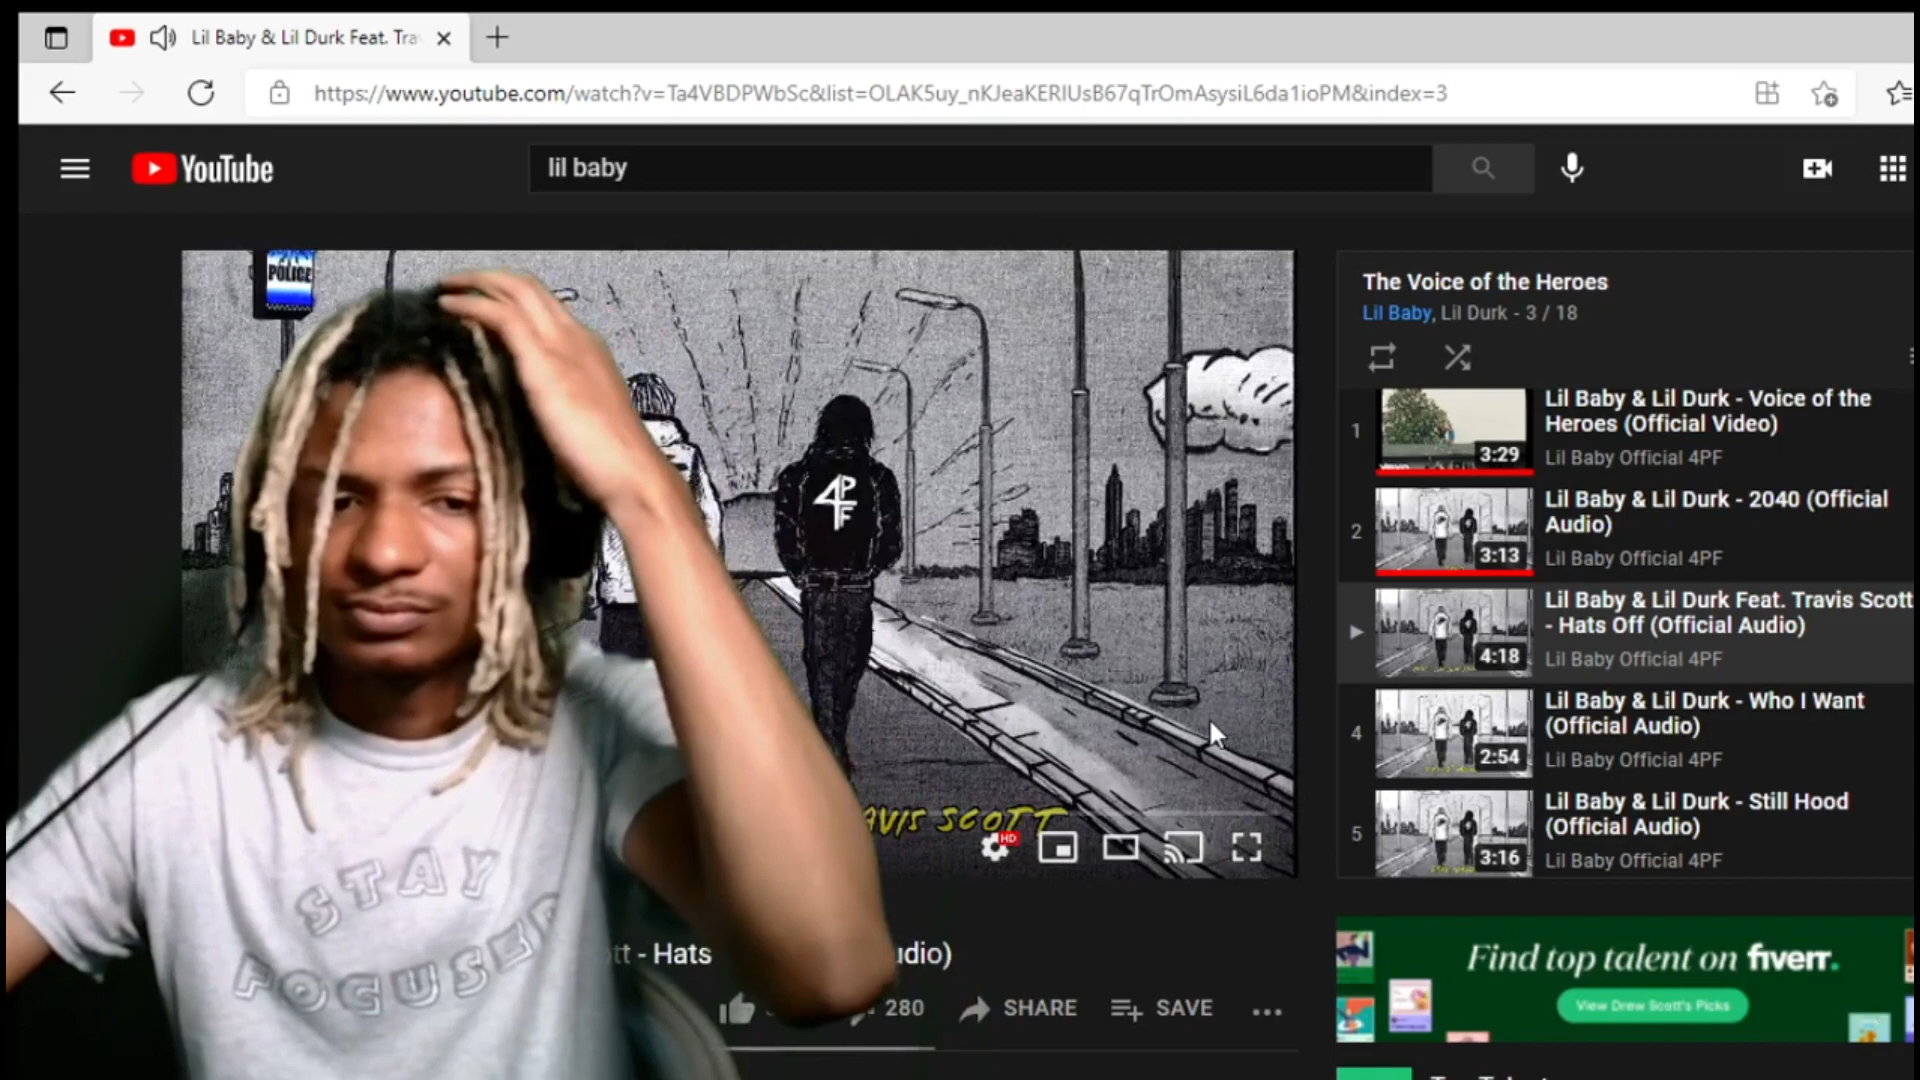 Lil Baby & Lil Durk Feat. Tra
https://www.youtube.com/watch?v=Ta4VBDPWbSc&list=OLAK5uy_nKJeaKERIUsB67qTrOmAsysiL6da1ioPM&index=3
YouTube
lil baby
POLICE
4PF
AVIS SCOTT
HD
The Voice of the Heroes
Lil Baby, Lil Durk - 3 / 18
1
Lil Baby & Lil Durk - Voice of the
Heroes (Official Video)
3:29
Lil Baby Official 4PF
2
Lil Baby & Lil Durk - 2040 (Official
Audio)
3:13
Lil Baby Official 4PF
Lil Baby & Lil Durk Feat. Travis Scott
- Hats Off (Official Audio)
4:18
Lil Baby Official 4PF
4
Lil Baby & Lil Durk - Who I Want
(Official Audio)
2:54
Lil Baby Official 4PF
5
Lil Baby & Lil Durk - Still Hood
(Official Audio)
3:16
Lil Baby Official 4PF
STAY
FOCUSED
tt - Hats
udio)
280
SHARE
SAVE
Find top talent on fiverr.
View Drew Scott's Picks